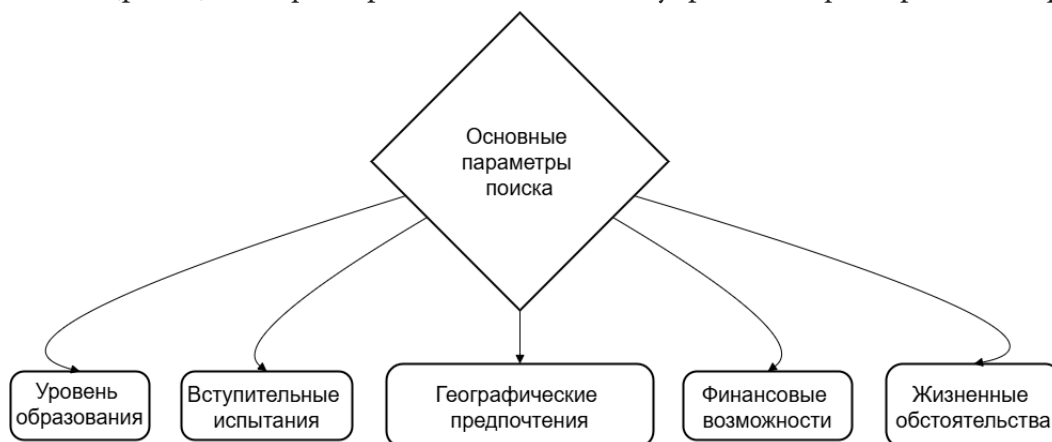 Основные
параметры
поиска
Уровень
образования
Вступительные
испытания
Географические
предпочтения
Финансовые
возможности
Жизненные
обстоятельства